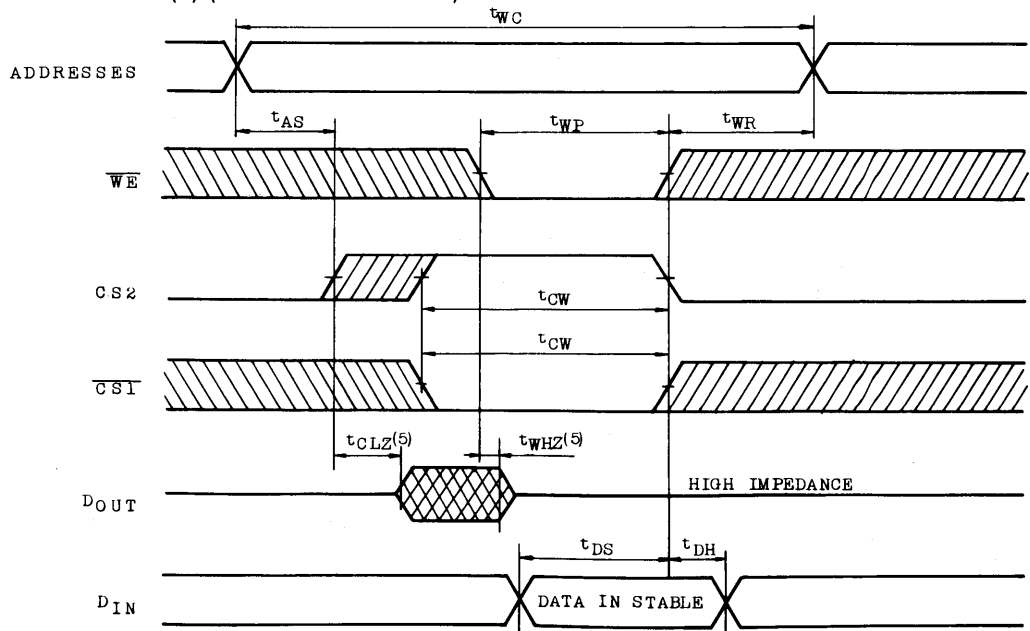 tWC
ADDRESSES
tAS
tWP
tWR
WE
CS2
tCW
tCW
CS1
tCLZ(5)
tWHZ(5)
DOUT
HIGH IMPEDANCE
tDS
tDH
DIN
DATA IN STABLE